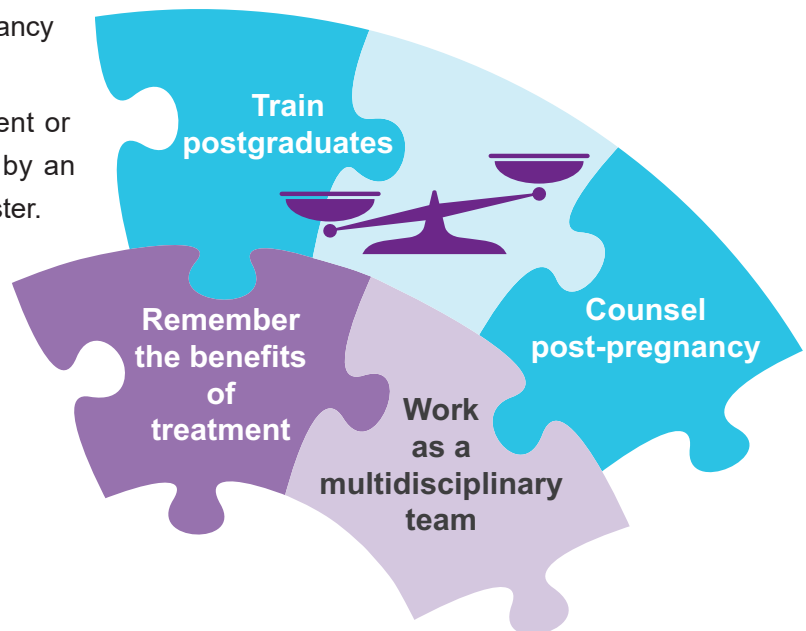 ancy
ent or
by an
ster.
Train
postgraduates
Remember
the benefits
of
treatment
Work
as a
multidisciplinary
team
Counsel
post-pregnancy